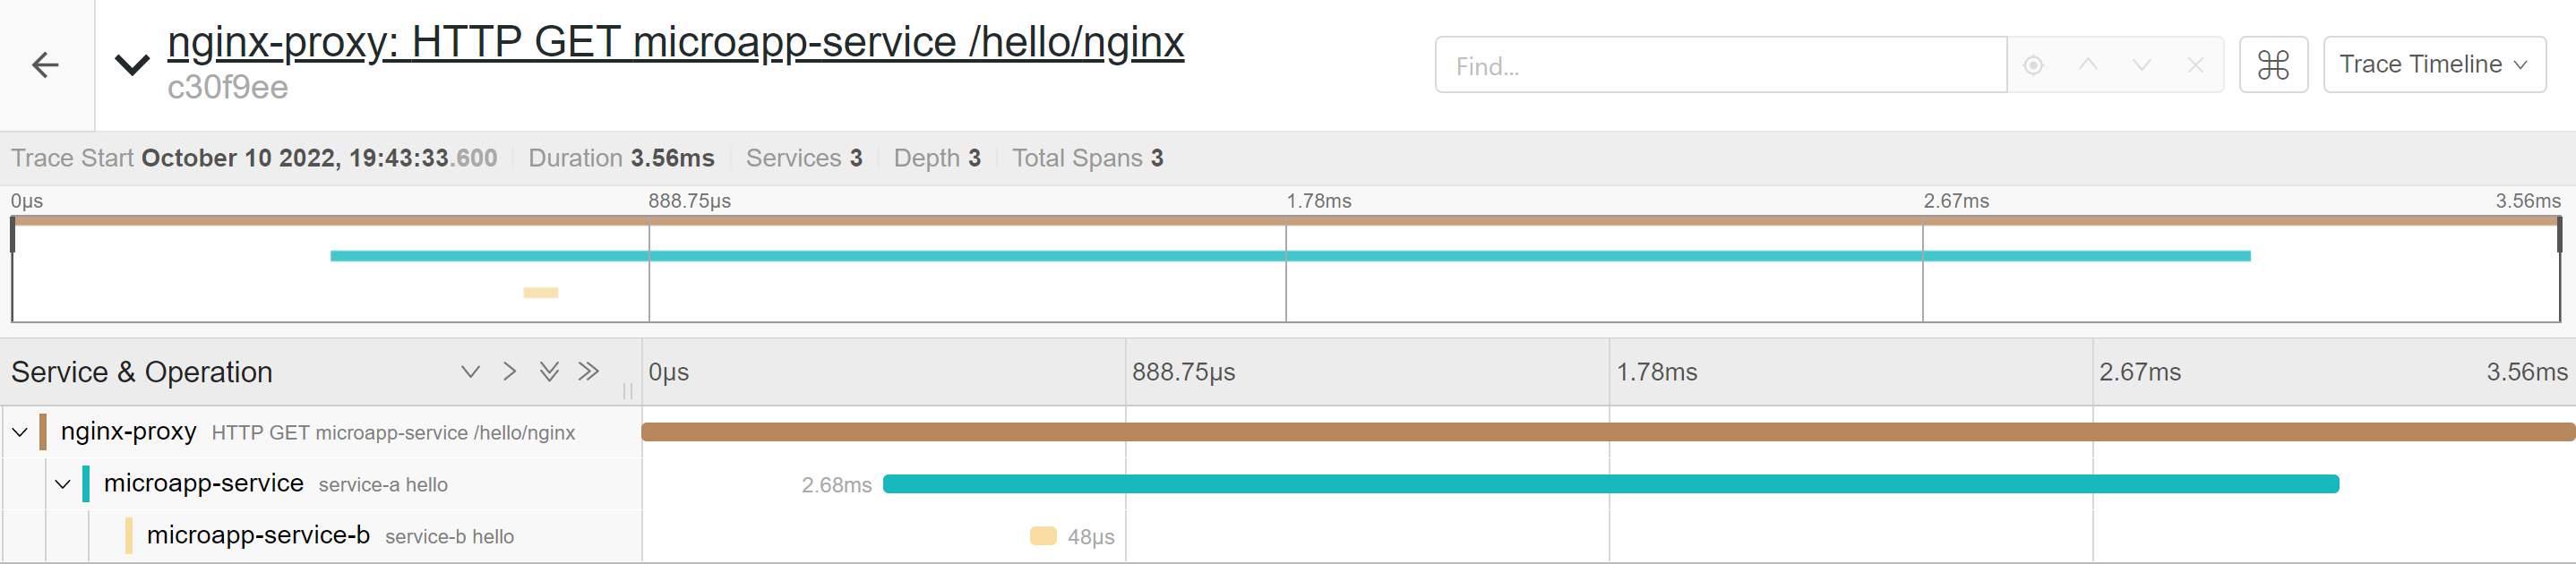 nginx-proxy: HTTP GET microapp-service /hello/nginx
c30f9ee
Find...
Trace Timeline
Trace Start October 10 2022, 19:43:33.600 Duration 3.56ms Services 3 Depth 3 Total Spans 3
0μs 888.75μs 1.78ms 2.67ms 3.56ms
Service & Operation 0μs 888.75μs 1.78ms 2.67ms 3.56ms
nginx-proxy HTTP GET microapp-service /hello/nginx
microapp-service service-a hello 2.68ms
microapp-service-b service-b hello 48μs